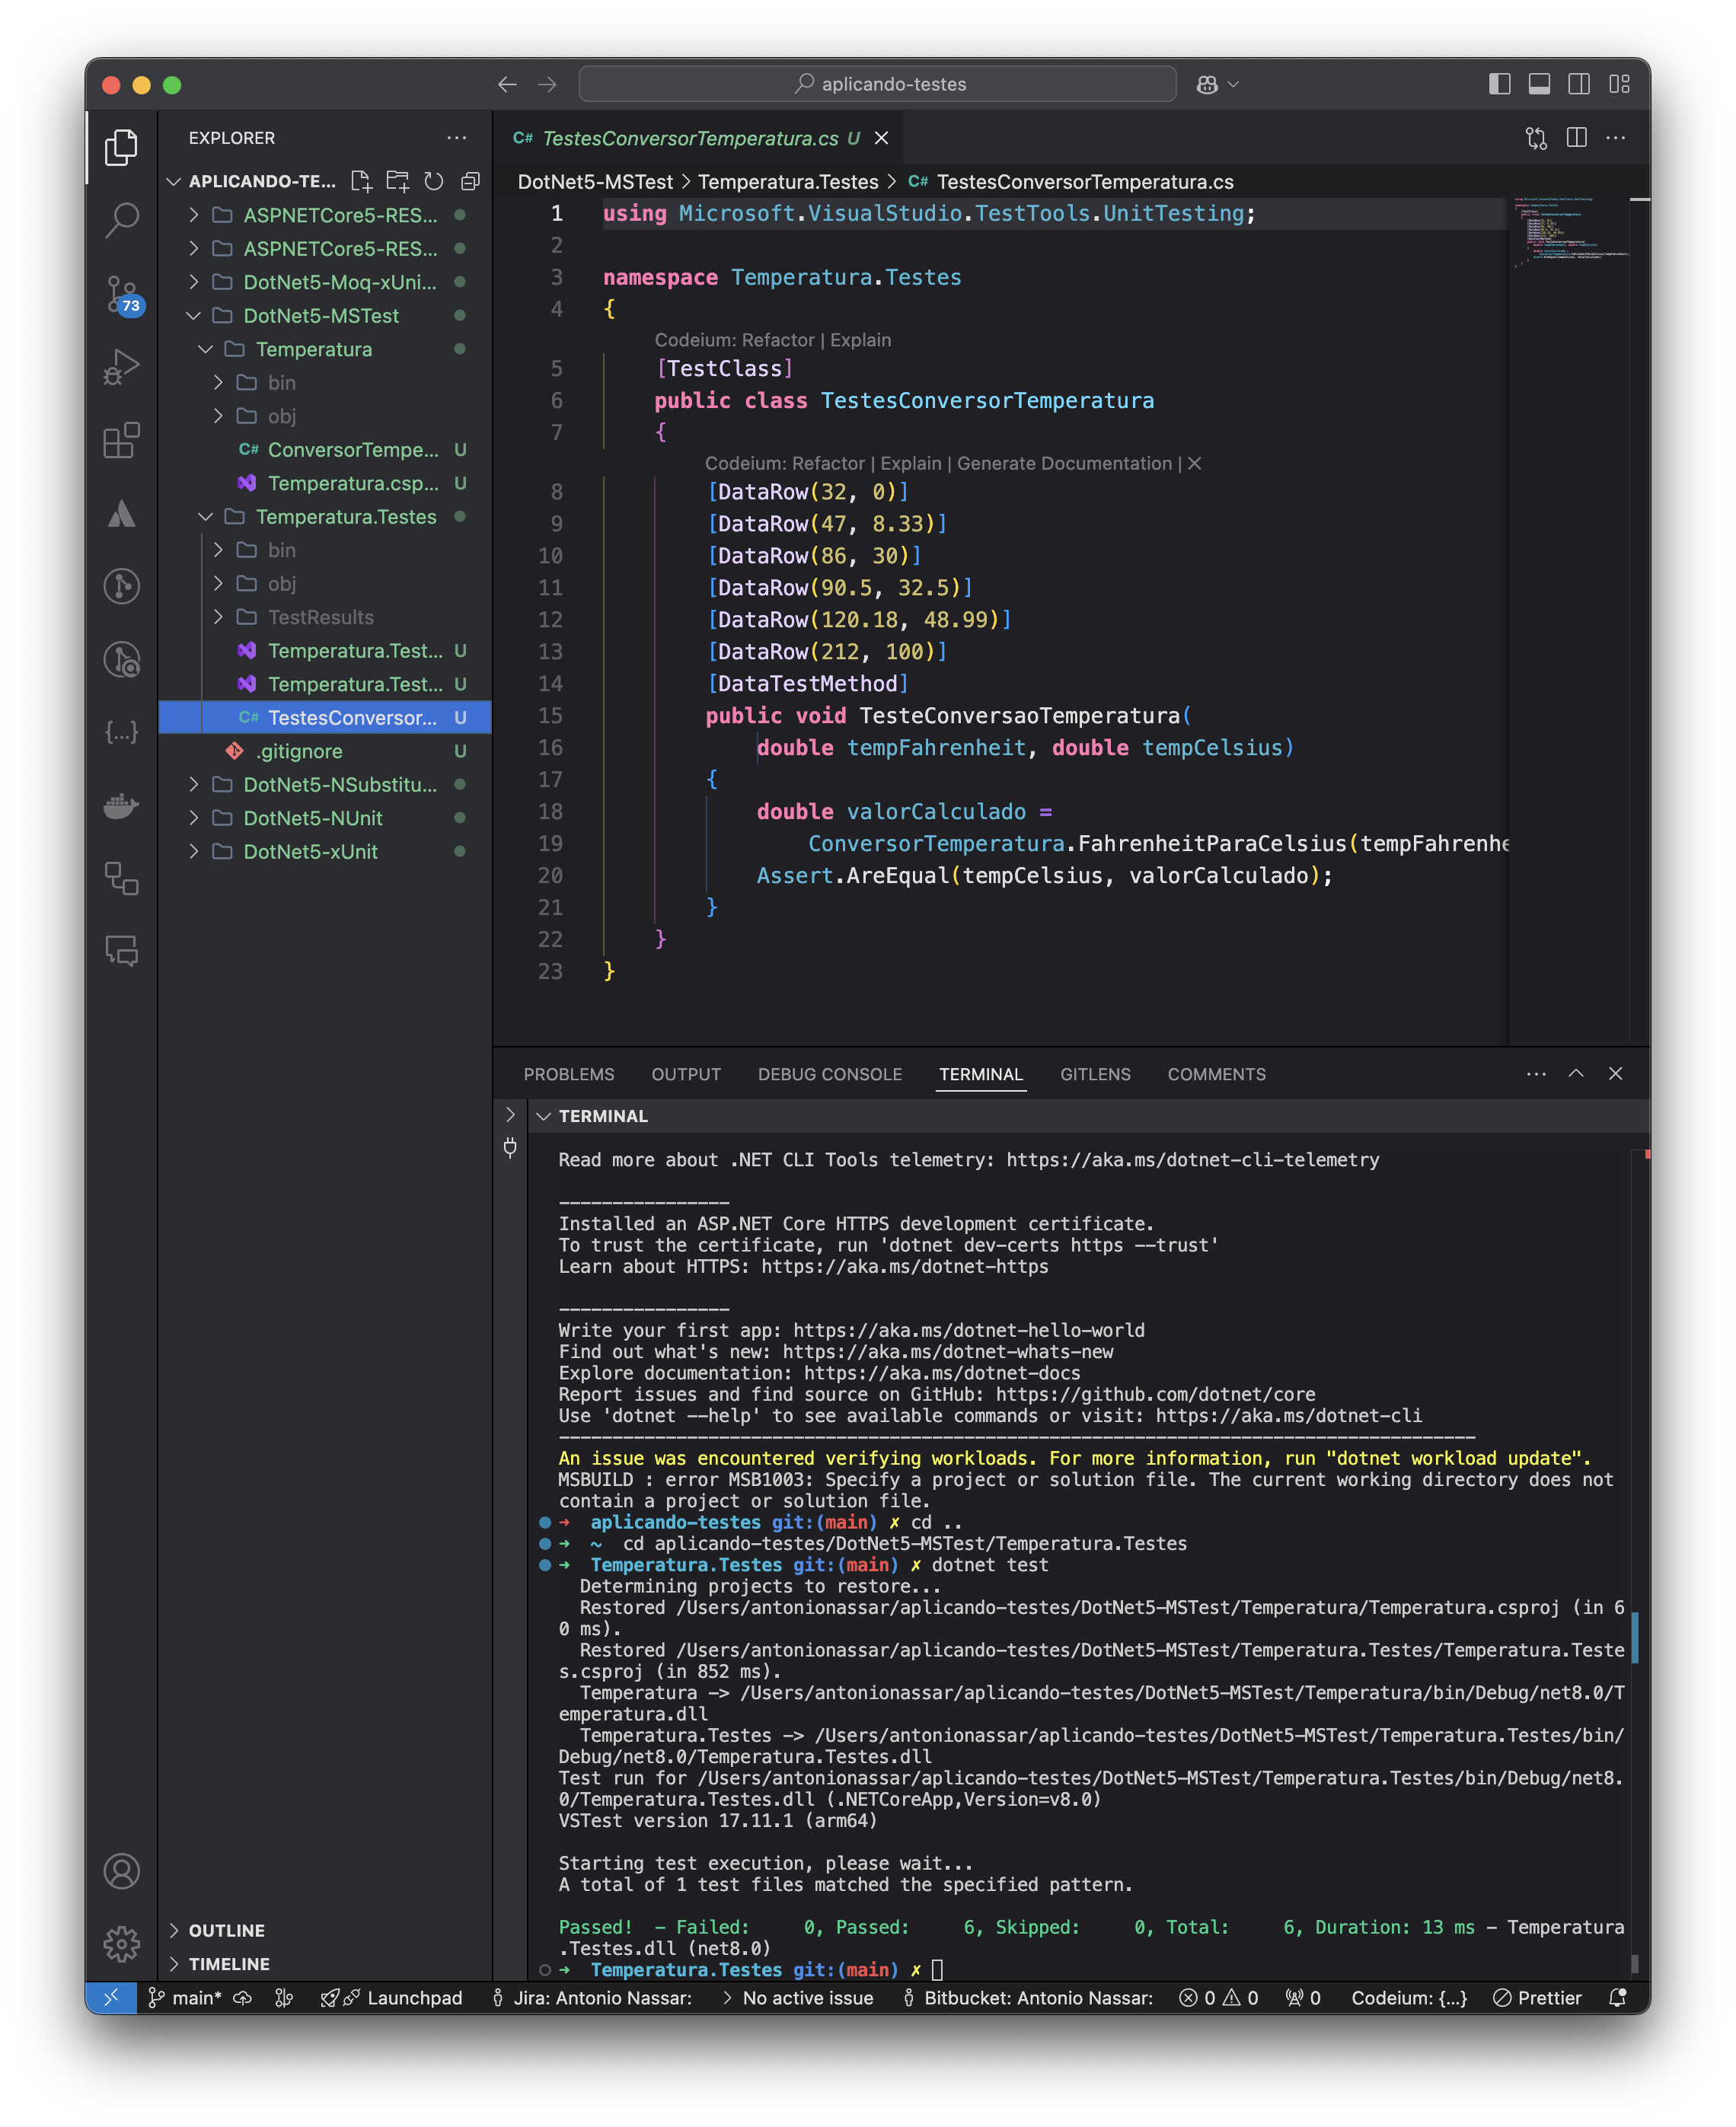 aplicando-testes
EXPLORER
APLICANDO-TE...
ASPNETCore5-RES...
ASPNETCore5-RES...
DotNet5-Moq-xUni...
DotNet5-MSTest
Temperatura
bin
obj
C# ConversorTempe... U
Temperatura.csp... U
Temperatura.Testes
bin
obj
TestResults
Temperatura.Test... U
Temperatura.Test... U
C# TestesConversor... U
.gitignore U
DotNet5-NSubstitu...
DotNet5-NUnit
DotNet5-xUnit
OUTLINE
TIMELINE
73
C# TestesConversorTemperatura.cs U
DotNet5-MSTest > Temperatura.Testes > C# TestesConversorTemperatura.cs
1 using Microsoft.VisualStudio.TestTools.UnitTesting;
2
3 namespace Temperatura.Testes
4 {
Codeium: Refactor | Explain
5 [TestClass]
6 public class TestesConversorTemperatura
7 {
Codeium: Refactor | Explain | Generate Documentation | ×
8 [DataRow(32, 0)]
9 [DataRow(47, 8.33)]
10 [DataRow(86, 30)]
11 [DataRow(90.5, 32.5)]
12 [DataRow(120.18, 48.99)]
13 [DataRow(212, 100)]
14 [DataTestMethod]
15 public void TesteConversaoTemperatura(
16 double tempFahrenheit, double tempCelsius)
17 {
18 double valorCalculado =
19 ConversorTemperatura.FahrenheitParaCelsius(tempFahrenhe
20 Assert.AreEqual(tempCelsius, valorCalculado);
21 }
22 }
23 }
PROBLEMS OUTPUT DEBUG CONSOLE TERMINAL GITLENS COMMENTS
TERMINAL
Read more about .NET CLI Tools telemetry: https://aka.ms/dotnet-cli-telemetry
----------------
Installed an ASP.NET Core HTTPS development certificate.
To trust the certificate, run 'dotnet dev-certs https --trust'
Learn about HTTPS: https://aka.ms/dotnet-https
----------------
Write your first app: https://aka.ms/dotnet-hello-world
Find out what's new: https://aka.ms/dotnet-whats-new
Explore documentation: https://aka.ms/dotnet-docs
Report issues and find source on GitHub: https://github.com/dotnet/core
Use 'dotnet --help' to see available commands or visit: https://aka.ms/dotnet-cli
--------------------------------------------------------------------------------------
An issue was encountered verifying workloads. For more information, run "dotnet workload update".
MSBUILD : error MSB1003: Specify a project or solution file. The current working directory does not
contain a project or solution file.
➜ aplicando-testes git:(main) ✗ cd ..
➜ ~ cd aplicando-testes/DotNet5-MSTest/Temperatura.Testes
➜ Temperatura.Testes git:(main) ✗ dotnet test
Determining projects to restore...
Restored /Users/antonionassar/aplicando-testes/DotNet5-MSTest/Temperatura/Temperatura.csproj (in 6
0 ms).
Restored /Users/antonionassar/aplicando-testes/DotNet5-MSTest/Temperatura.Testes/Temperatura.Teste
s.csproj (in 852 ms).
Temperatura -> /Users/antonionassar/aplicando-testes/DotNet5-MSTest/Temperatura/bin/Debug/net8.0/T
emperatura.dll
Temperatura.Testes -> /Users/antonionassar/aplicando-testes/DotNet5-MSTest/Temperatura.Testes/bin/
Debug/net8.0/Temperatura.Testes.dll
Test run for /Users/antonionassar/aplicando-testes/DotNet5-MSTest/Temperatura.Testes/bin/Debug/net8.
0/Temperatura.Testes.dll (.NETCoreApp,Version=v8.0)
VSTest version 17.11.1 (arm64)
Starting test execution, please wait...
A total of 1 test files matched the specified pattern.
Passed! - Failed: 0, Passed: 6, Skipped: 0, Total: 6, Duration: 13 ms - Temperatura
.Testes.dll (net8.0)
➜ Temperatura.Testes git:(main) ✗
main* Launchpad Jira: Antonio Nassar: > No active issue Bitbucket: Antonio Nassar: 0 0 0 Codeium: {...} Prettier